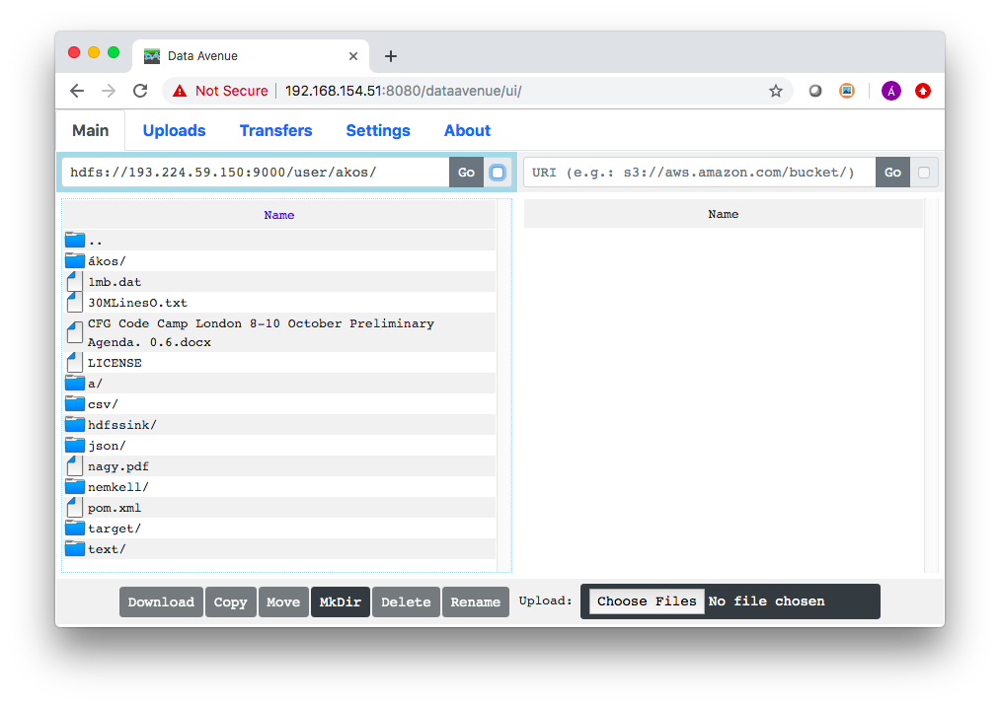 Data Avenue
Not Secure 192.168.154.51:8080/dataavenue/ui/
Á
Main Uploads Transfers Settings About
hdfs://193.224.59.150:9000/user/akos/ Go URI (e.g.: s3://aws.amazon.com/bucket/) Go
Name Name
..
ákos/
1mb.dat
30MLinesO.txt
CFG Code Camp London 8-10 October Preliminary
Agenda. 0.6.docx
LICENSE
a/
csv/
hdfssink/
json/
nagy.pdf
nemkell/
pom.xml
target/
text/
Download Copy Move MkDir Delete Rename Upload: Choose Files No file chosen